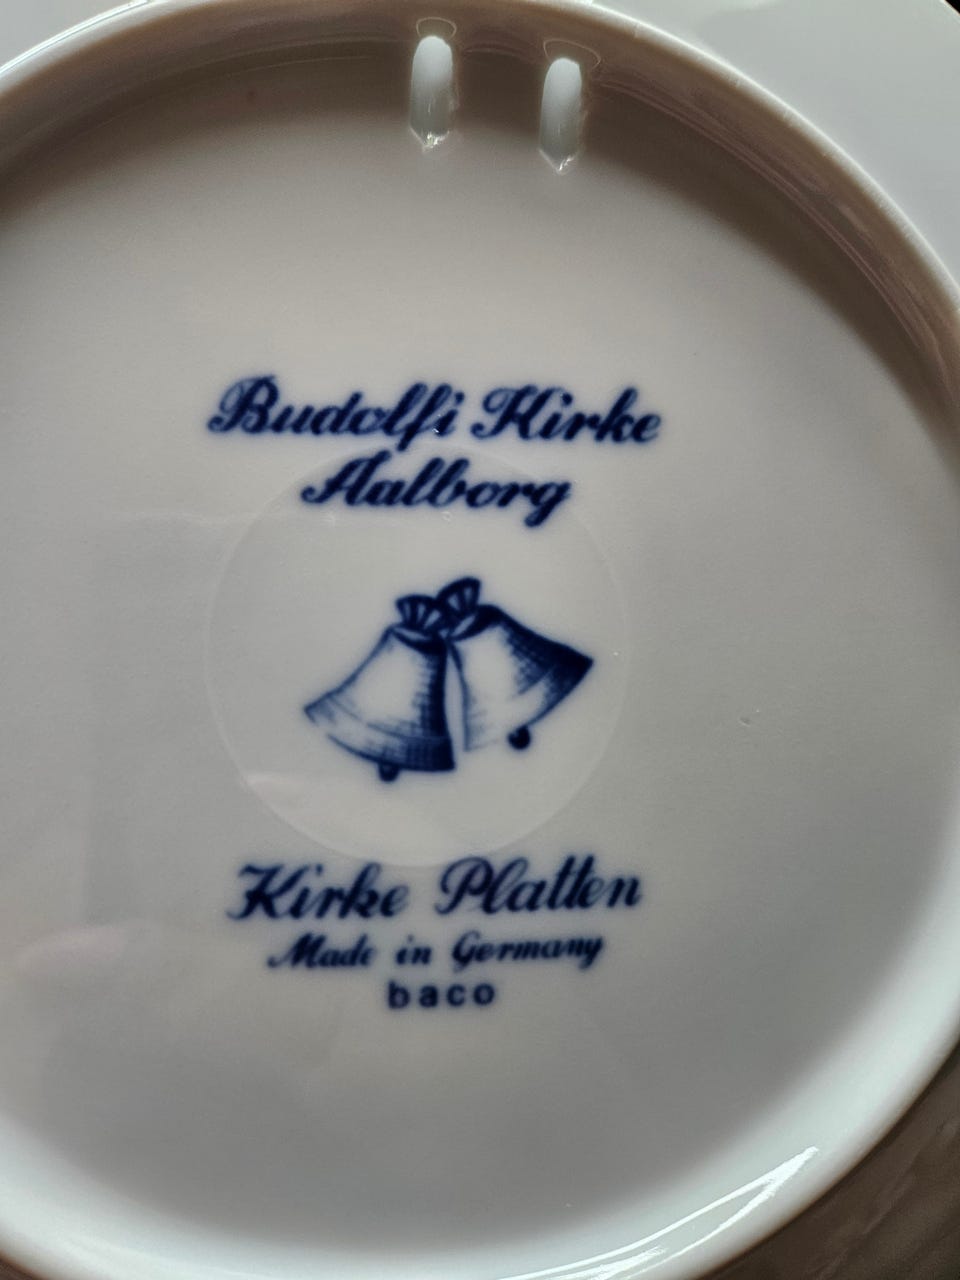 Budolfi Kirke
Aalborg
Kirke Platten
Made in Germany
baco